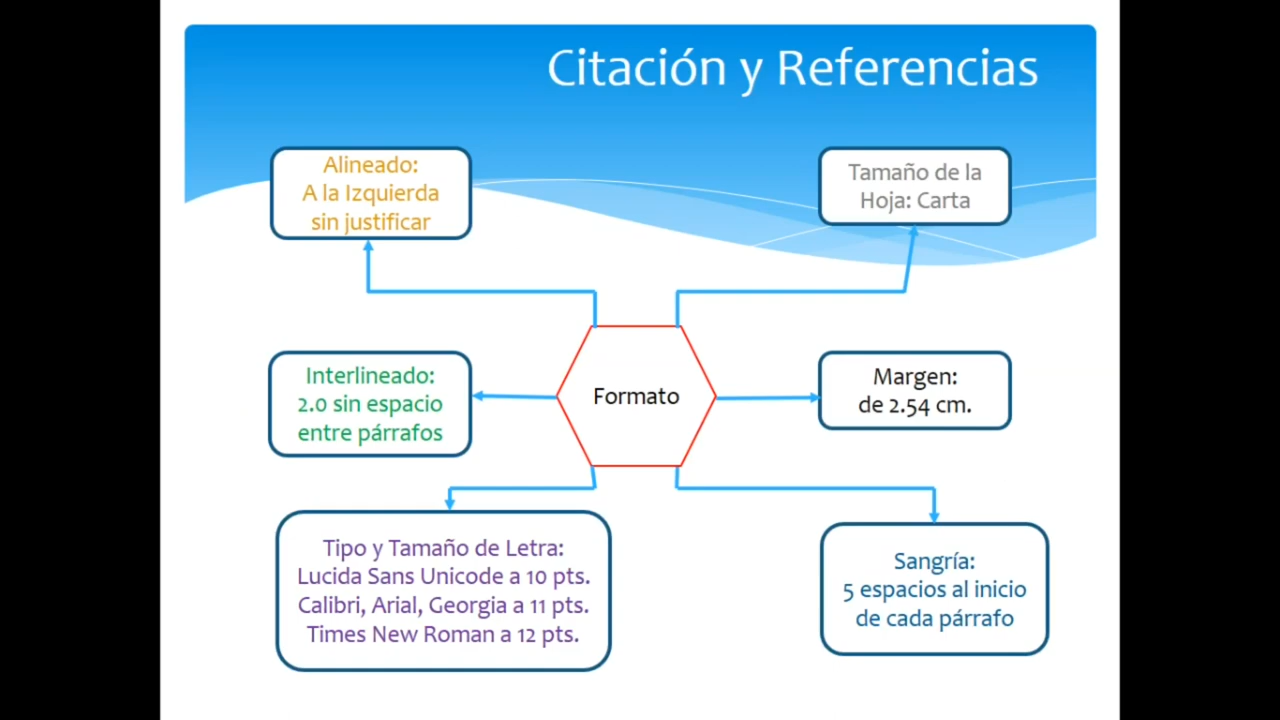 Citación y Referencias
Alineado:
A la Izquierda
sin justificar
Tamaño de la
Hoja: Carta
Interlineado:
2.0 sin espacio
entre párrafos
Formato
Margen:
de 2.54 cm.
Tipo y Tamaño de Letra:
Lucida Sans Unicode a 10 pts.
Calibri, Arial, Georgia a 11 pts.
Times New Roman a 12 pts.
Sangría:
5 espacios al inicio
de cada párrafo